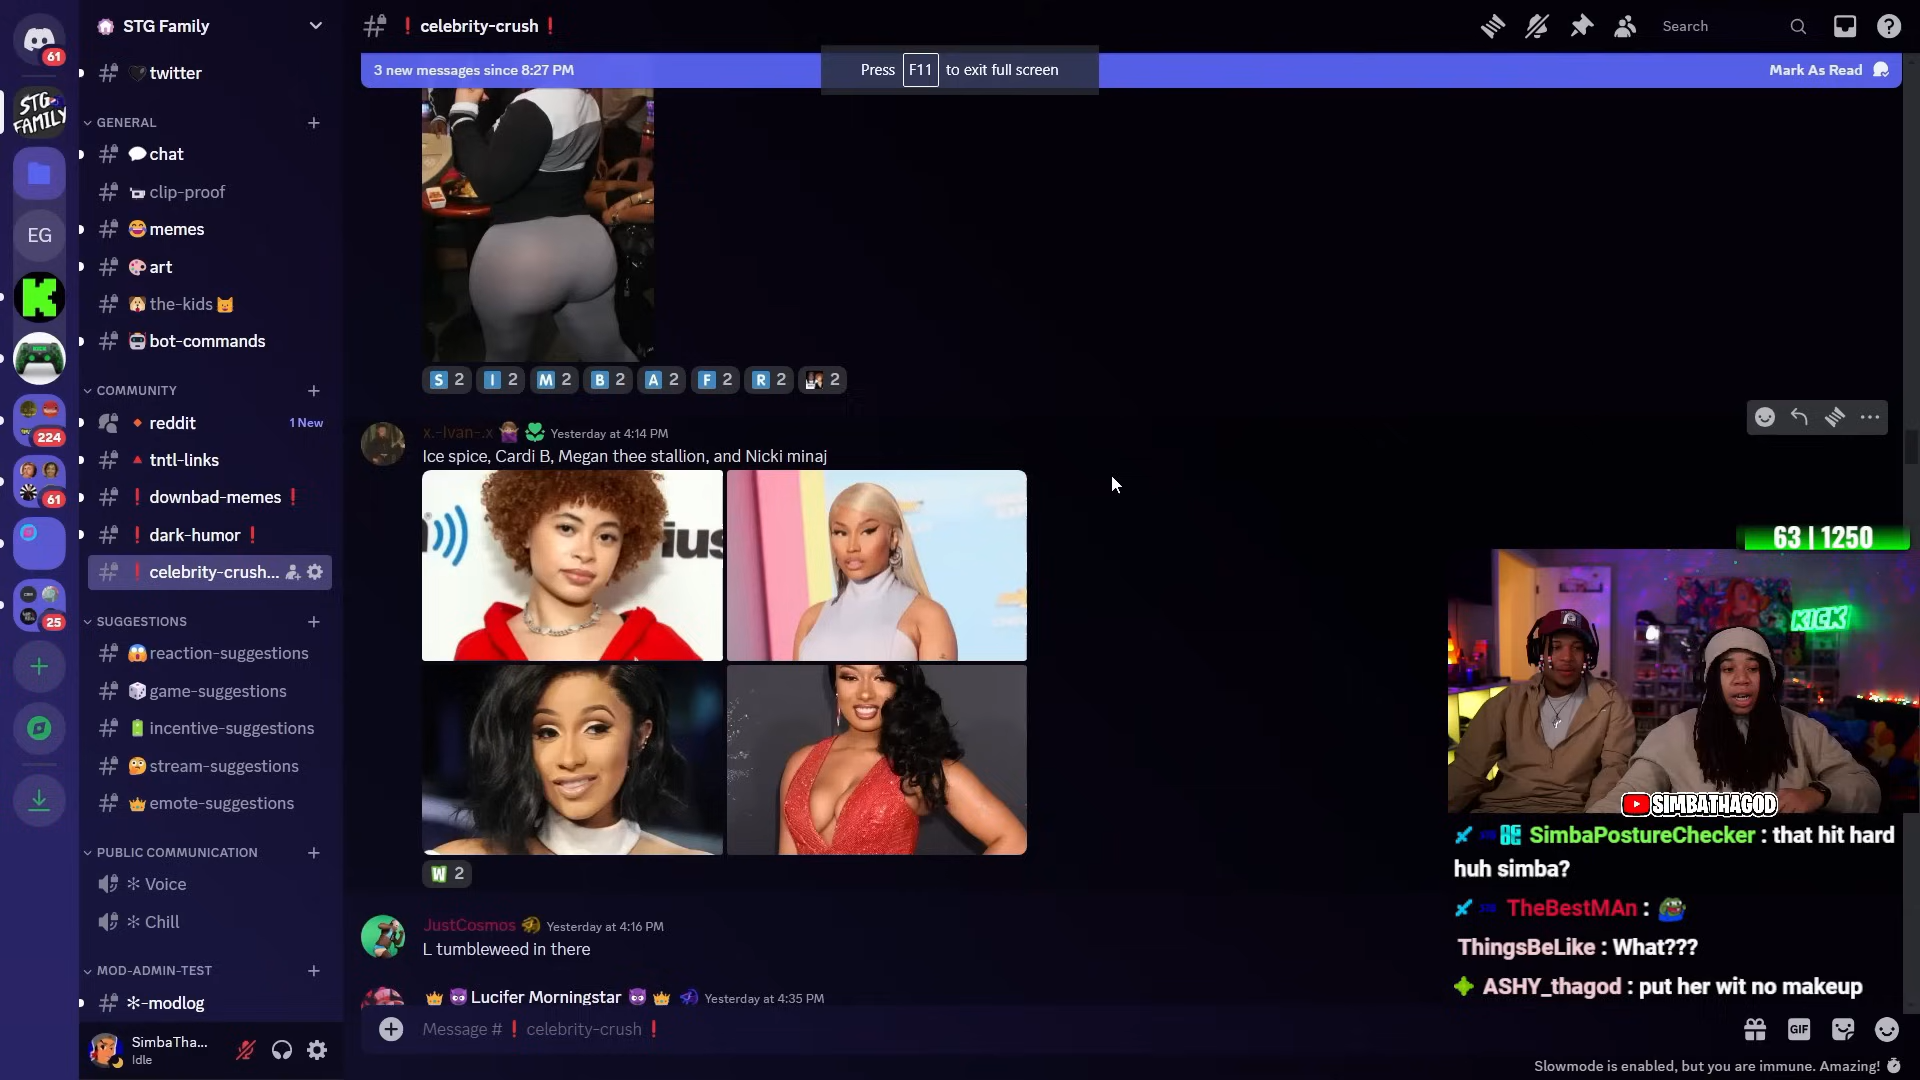 61
STG Family
❗celebrity-crush❗
Search
3 new messages since 8:27 PM
Press F11 to exit full screen
Mark As Read
twitter
STG FAMILY
GENERAL
chat
clip-proof
memes
EG
art
the-kids
bot-commands
KICK
S 2 I 2 M 2 B 2 A 2 F 2 R 2 2
COMMUNITY
reddit
1 New
224
tntl-links
61
❗downbad-memes❗
❗dark-humor❗
❗celebrity-crush...
x.-Ivan-.x Yesterday at 4:14 PM
Ice spice, Cardi B, Megan thee stallion, and Nicki minaj
ius
W 2
25
SUGGESTIONS
reaction-suggestions
game-suggestions
incentive-suggestions
stream-suggestions
emote-suggestions
PUBLIC COMMUNICATION
✻ Voice
✻ Chill
MOD-ADMIN-TEST
✻-modlog
SimbaTha...
Idle
JustCosmos Yesterday at 4:16 PM
L tumbleweed in there
Lucifer Morningstar Yesterday at 4:35 PM
Message #❗celebrity-crush❗
63 | 1250
KICK
SIMBATHAGOD
SimbaPostureChecker : that hit hard
huh simba?
TheBestMAn :
ThingsBeLike : What???
ASHY_thagod : put her wit no makeup
GIF
Slowmode is enabled, but you are immune. Amazing!